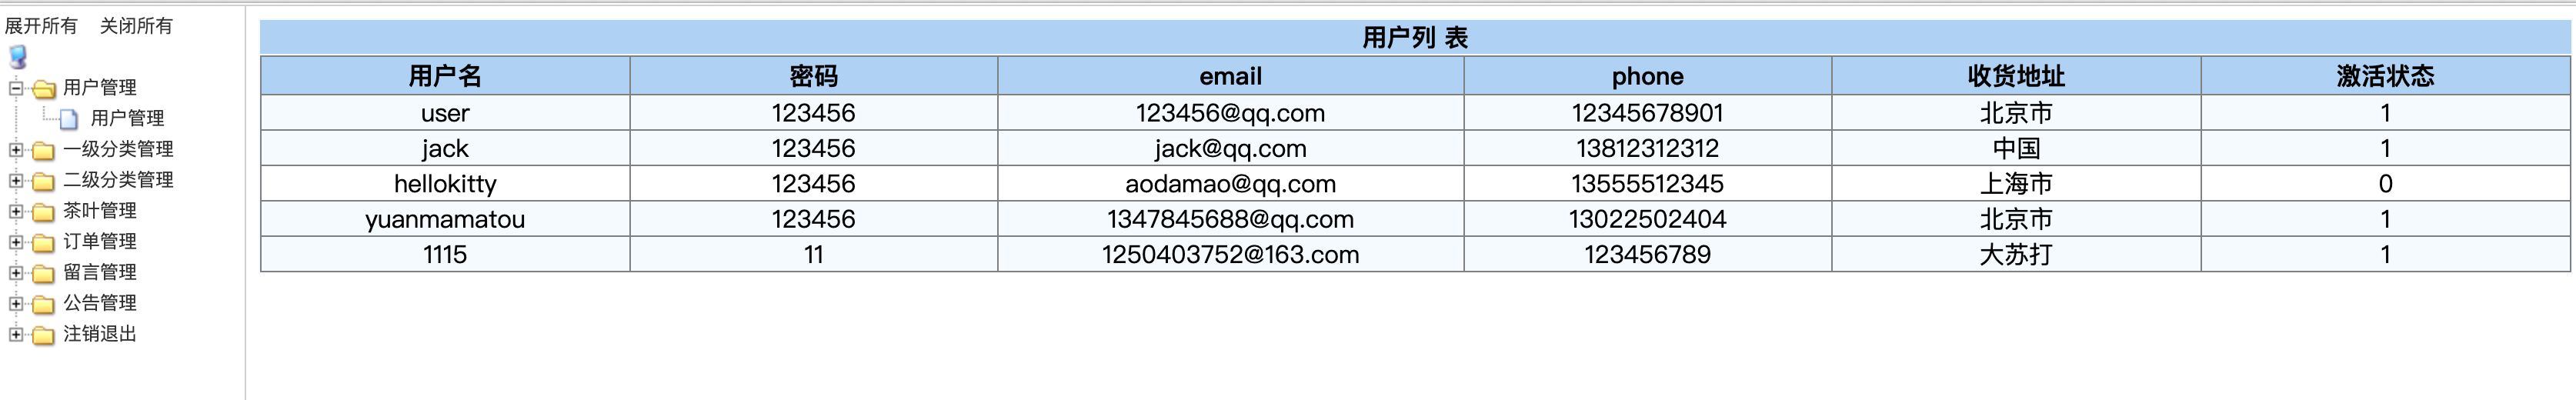 展开所有 关闭所有
用户管理
用户管理
一级分类管理
二级分类管理
茶叶管理
订单管理
留言管理
公告管理
注销退出
用户列 表
用户名 密码 email phone 收货地址 激活状态
user 123456 123456@qq.com 12345678901 北京市 1
jack 123456 jack@qq.com 13812312312 中国 1
hellokitty 123456 aodamao@qq.com 13555512345 上海市 0
yuanmamatou 123456 1347845688@qq.com 13022502404 北京市 1
1115 11 1250403752@163.com 123456789 大苏打 1